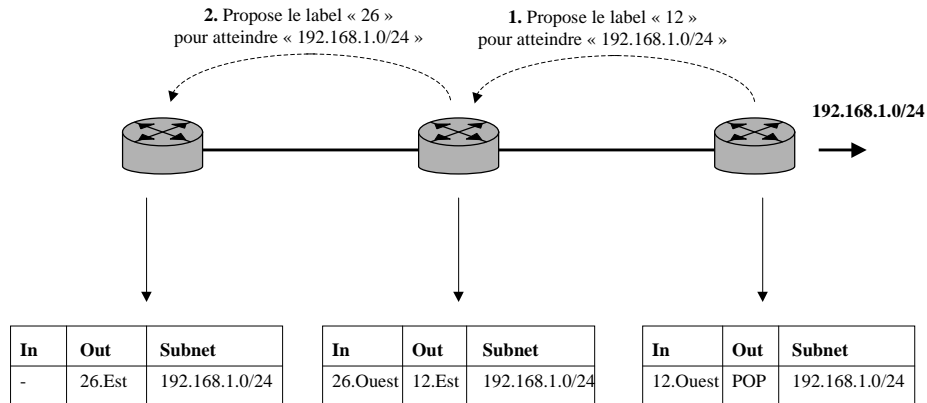 2. Propose le label « 26 »
pour atteindre « 192.168.1.0/24 »
1. Propose le label « 12 »
pour atteindre « 192.168.1.0/24 »
192.168.1.0/24
In Out Subnet
- 26.Est 192.168.1.0/24
In Out Subnet
26.Ouest 12.Est 192.168.1.0/24
In Out Subnet
12.Ouest POP 192.168.1.0/24